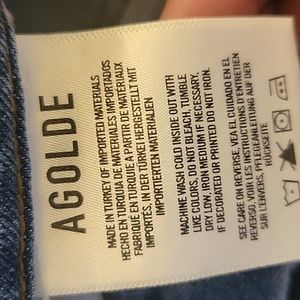 AGOLDE
MADE IN TURKEY OF IMPORTED MATERIALS
HECHO EN TURQUIA DE MATERIALES IMPORTADOS
FABRIQUÉ EN TURQUIE A PARTIR DE MATÉRIAUX
IMPORTÉS, IN DER TÜRKEI HERGESTELLT MIT
IMPORTIERTEN MATERIALIEN
MACHINE WASH COLD INSIDE OUT WITH
LIKE COLORS, DO NOT BLEACH, TUMBLE
DRY LOW, IRON MEDIUM IF NECESSARY,
IF DECORATED OR PRINTED DO NOT IRON.
SEE CARE ON REVERSE, VEA EL CUIDADO EN EL
REVERSO, VOIR LES INSTRUCTIONS D'ENTRETIEN
SUR L'ENVERS, PFLEGEANLEITUNG AUF DER
RÜCKSEITE